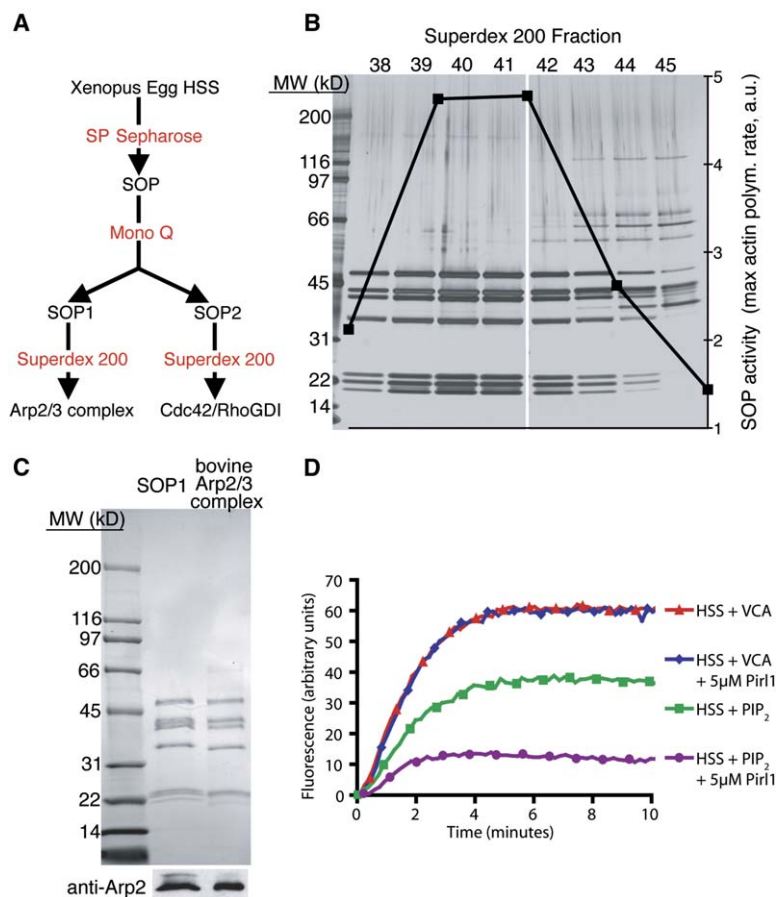 A
Xenopus Egg HSS
SP Sepharose
SOP
Mono Q
SOP1 SOP2
Superdex 200 Superdex 200
Arp2/3 complex Cdc42/RhoGDI
B
Superdex 200 Fraction
38 39 40 41 42 43 44 45
MW (kD)
200
116
97
66
45
31
22
14
5
4
3
2
1
SOP activity (max actin polym. rate, a.u.)
C
SOP1
bovine
Arp2/3
complex
MW (kD)
200
116
97
66
45
31
22
14
anti-Arp2
D
Fluorescence (arbitrary units)
70
60
50
40
30
20
10
0
0 2 4 6 8 10
Time (minutes)
HSS + VCA
HSS + VCA
+ 5µM Pirl1
HSS + PIP2
HSS + PIP2
+ 5µM Pirl1